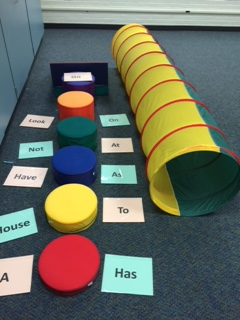 Look On
Not At
Have As
House To
A Has